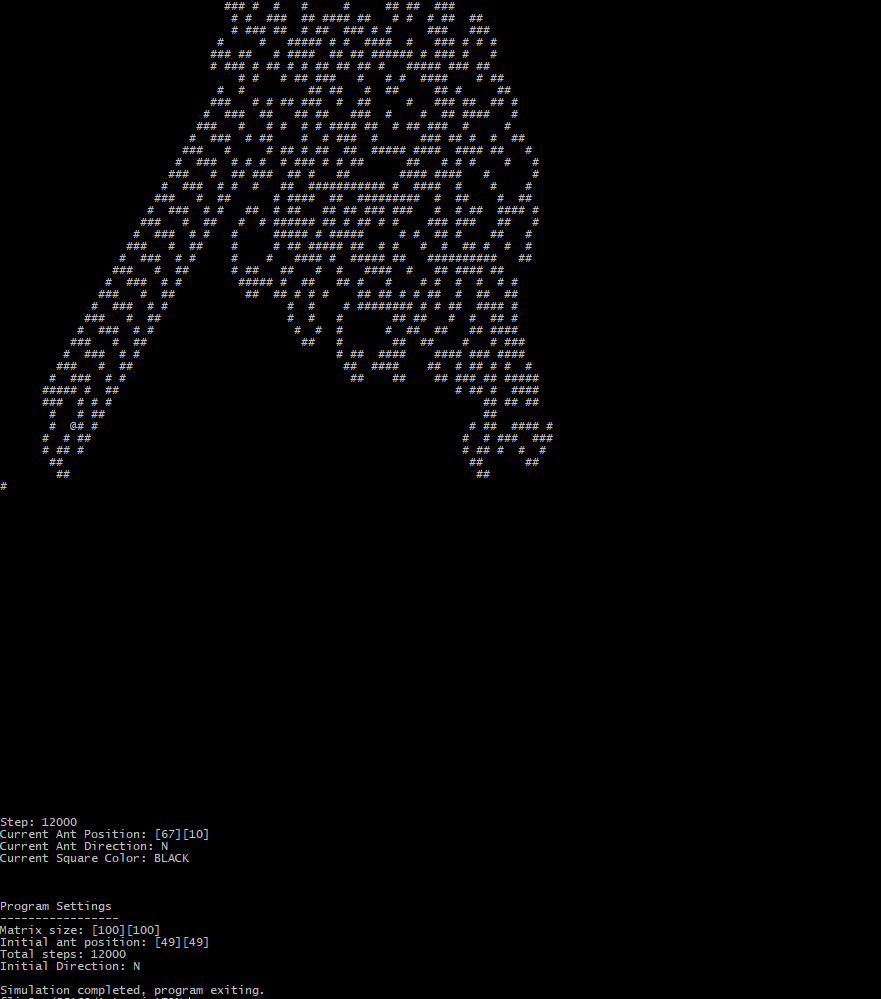 Step: 12000
Current Ant Position: [67][10]
Current Ant Direction: N
Current Square Color: BLACK
Program Settings
-----------------
Matrix size: [100][100]
Initial ant position: [49][49]
Total steps: 12000
Initial Direction: N
Simulation completed, program exiting.